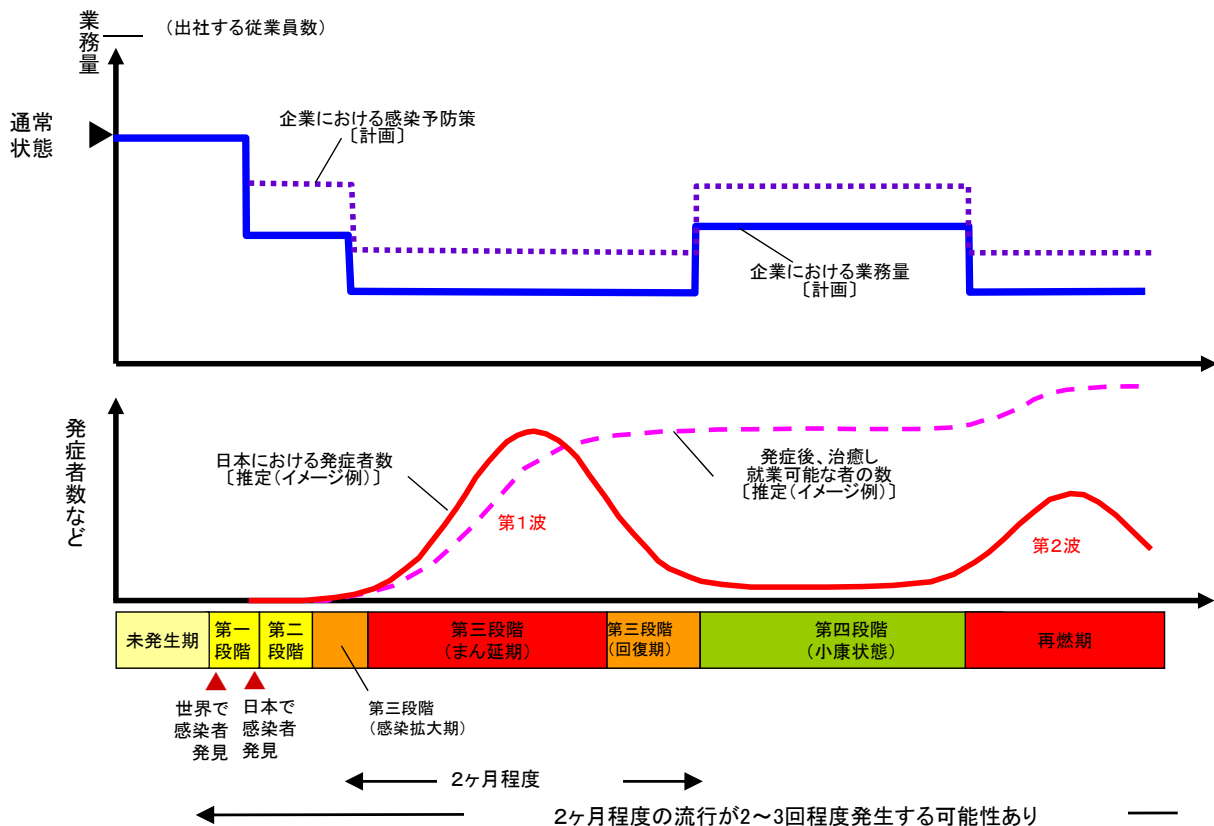 業務量
(出社する従業員数)
通常
状態
企業における感染予防策
〔計画〕
企業における業務量
〔計画〕
発症者数など
日本における発症者数
〔推定(イメージ例)〕
発症後、治癒し
就業可能な者の数
〔推定(イメージ例)〕
第1波
第2波
未発生期
第一
段階
第二
段階
第三段階
(まん延期)
第三段階
(回復期)
第四段階
(小康状態)
再燃期
世界で
感染者
発見
日本で
感染者
発見
第三段階
(感染拡大期)
2ヶ月程度
2ヶ月程度の流行が2~3回程度発生する可能性あり